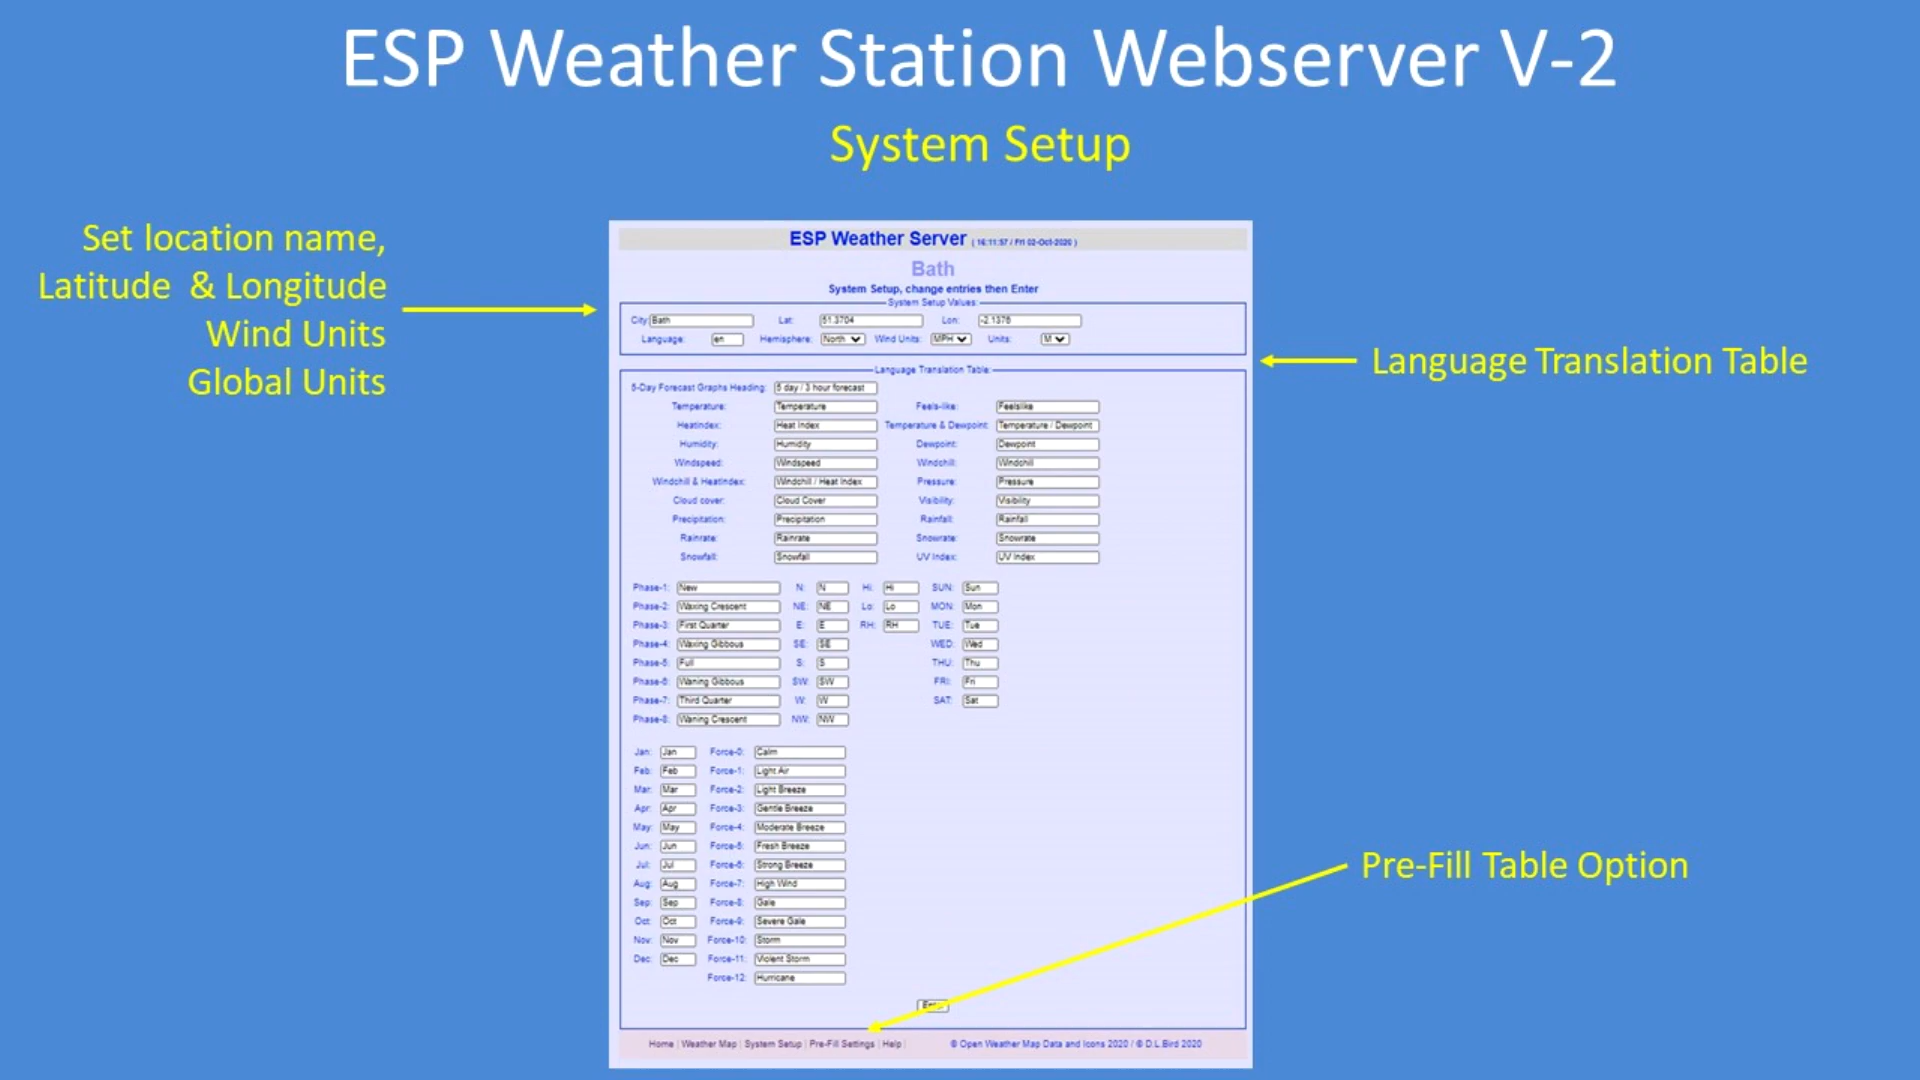 ESP Weather Station Webserver V-2
System Setup
Set location name,
Latitude & Longitude
Wind Units
Global Units
Language Translation Table
Pre-Fill Table Option
ESP Weather Server ( 16:11:57 / Fri 02-Oct-2020 )
Bath
System Setup, change entries then Enter
System Setup Values:
City: Bath Lat: 51.3704 Lon: -2.1376
Language: en Hemisphere: North Wind Units: MPH Units: M
Language Translation Table:
5-Day Forecast Graphs Heading: 5 day / 3 hour forecast
Temperature: Temperature Feels-like: Feelslike
Heatindex: Heat Index Temperature & Dewpoint: Temperature / Dewpoint
Humidity: Humidity Dewpoint: Dewpoint
Windspeed: Windspeed Windchill: Windchill
Windchill & HeatIndex: Windchill / Heat Index Pressure: Pressure
Cloud cover: Cloud Cover Visibility: Visibility
Precipitation: Precipitation Rainfall: Rainfall
Rainrate: Rainrate Snowrate: Snowrate
Snowfall: Snowfall UV Index: UV Index
Phase-1: New N: N Hi: Hi SUN: Sun
Phase-2: Waxing Crescent NE: NE Lo: Lo MON: Mon
Phase-3: First Quarter E: E RH: RH TUE: Tue
Phase-4: Waxing Gibbous SE: SE WED: Wed
Phase-5: Full S: S THU: Thu
Phase-6: Waning Gibbous SW: SW FRI: Fri
Phase-7: Third Quarter W: W SAT: Sat
Phase-8: Waning Crescent NW: NW
Jan: Jan Force-0: Calm
Feb: Feb Force-1: Light Air
Mar: Mar Force-2: Light Breeze
Apr: Apr Force-3: Gentle Breeze
May: May Force-4: Moderate Breeze
Jun: Jun Force-5: Fresh Breeze
Jul: Jul Force-6: Strong Breeze
Aug: Aug Force-7: High Wind
Sep: Sep Force-8: Gale
Oct: Oct Force-9: Severe Gale
Nov: Nov Force-10: Storm
Dec: Dec Force-11: Violent Storm
Force-12: Hurricane
Enter
Home | Weather Map | System Setup | Pre-Fill Settings | Help | © Open Weather Map Data and Icons 2020 / © D.L.Bird 2020